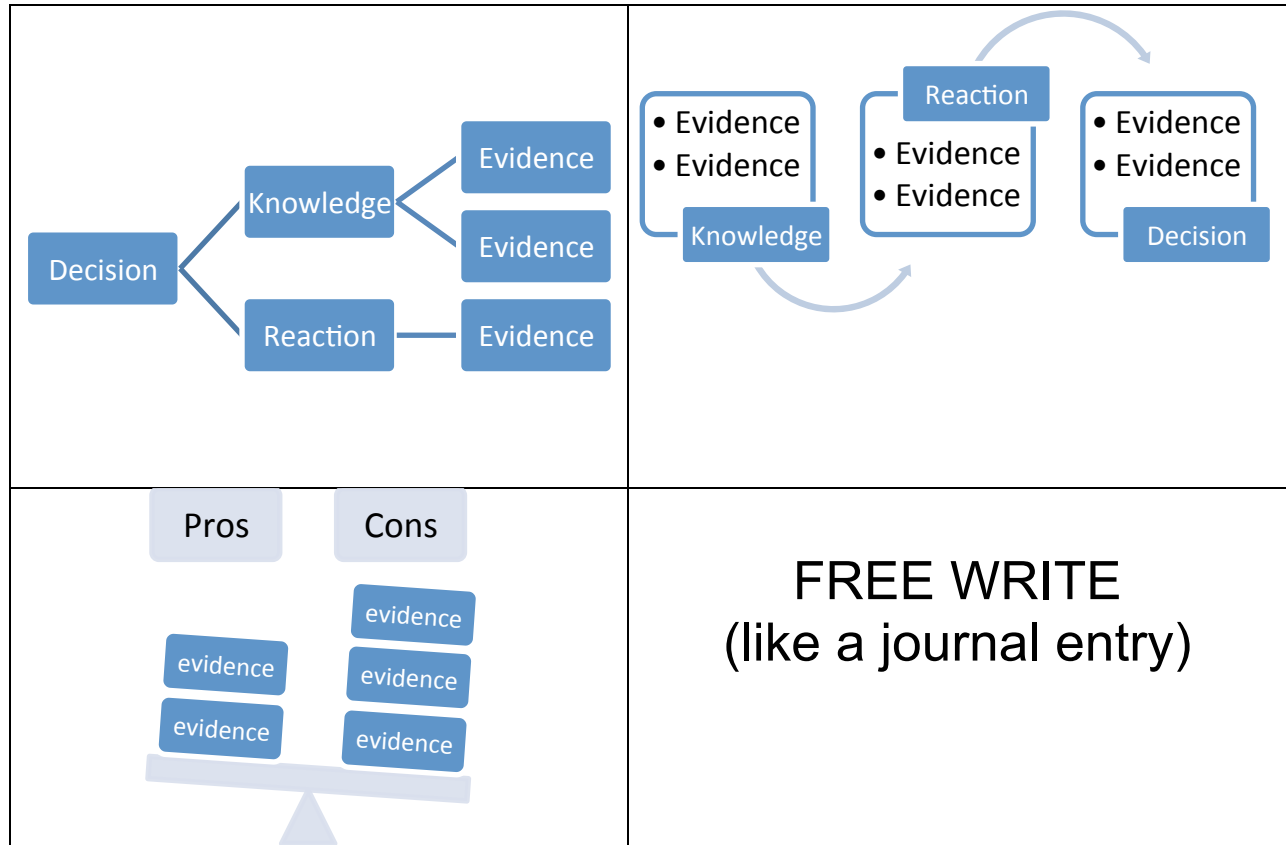 Decision
Knowledge
Reaction
Evidence
Evidence
Evidence
• Evidence
• Evidence
Knowledge
Reaction
• Evidence
• Evidence
• Evidence
• Evidence
Decision
Pros
Cons
evidence
evidence
evidence
evidence
evidence
FREE WRITE
(like a journal entry)